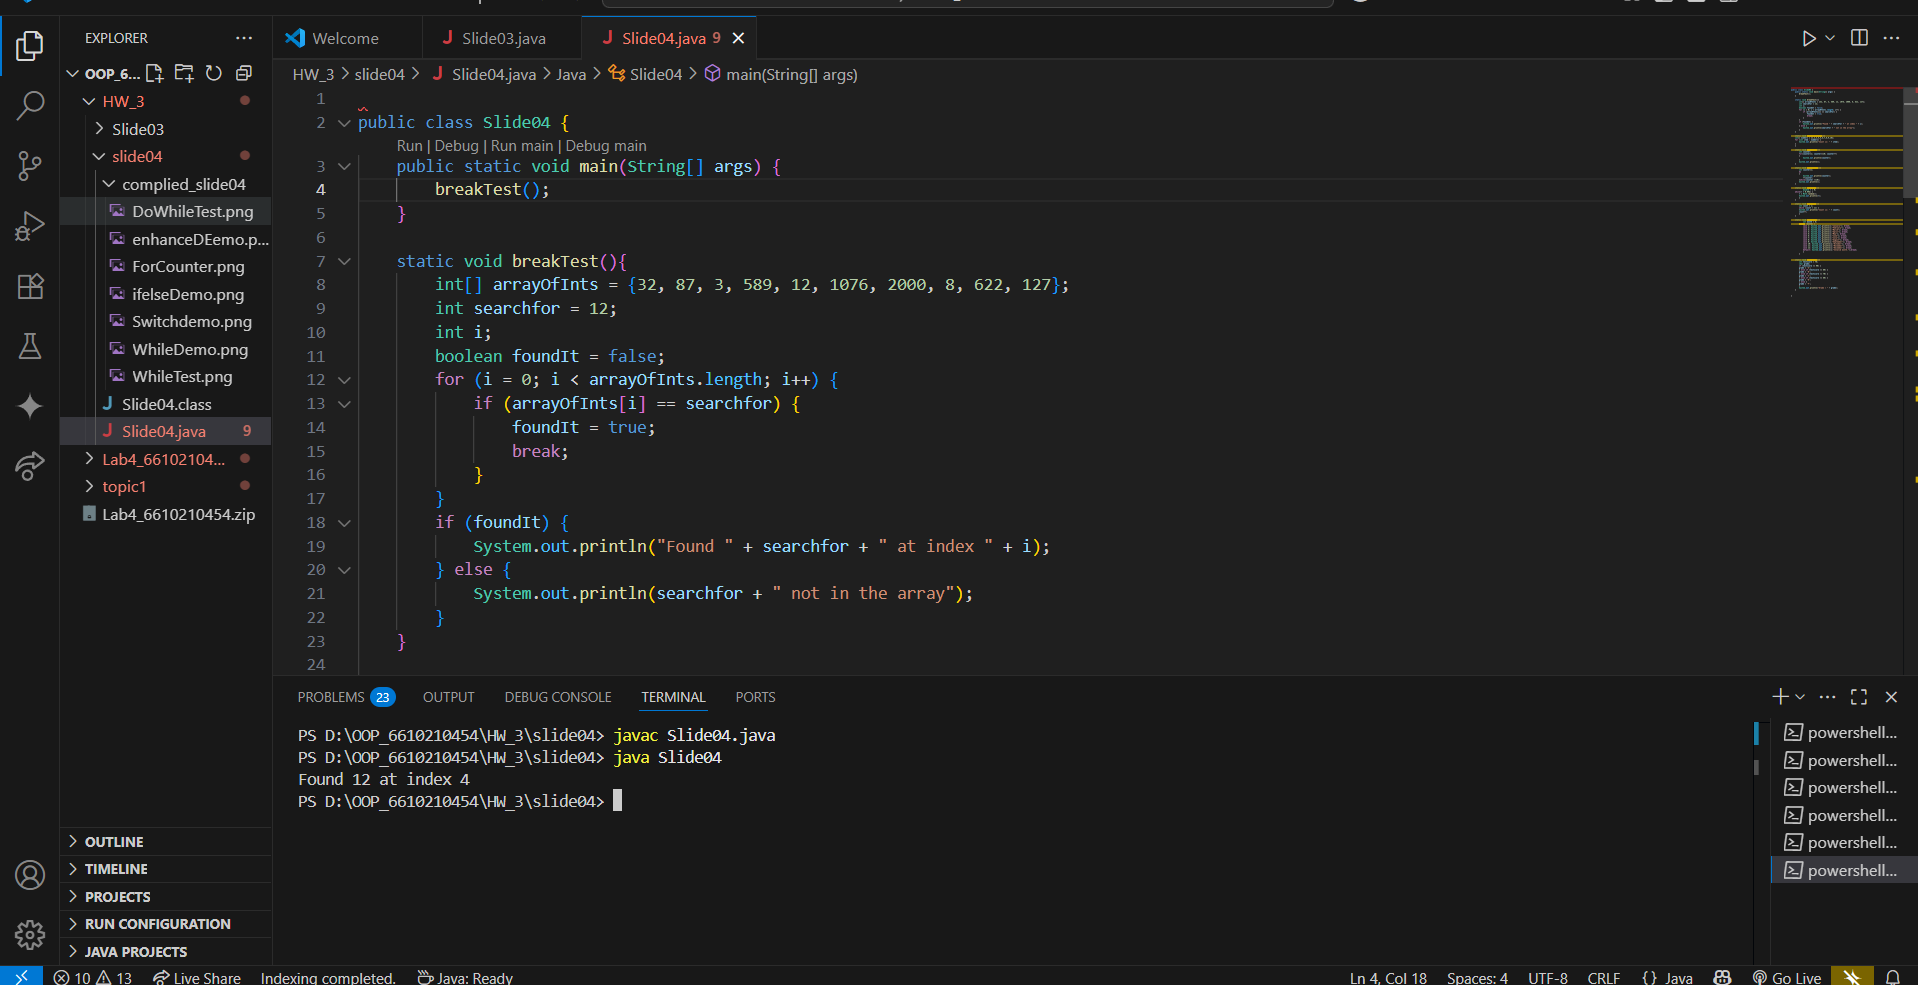 EXPLORER
Welcome
Slide03.java
Slide04.java 9
OOP_6...
HW_3 > slide04 > Slide04.java > Java > Slide04 > main(String[] args)
HW_3
Slide03
slide04
complied_slide04
DoWhileTest.png
enhanceDEemo.p...
ForCounter.png
ifelseDemo.png
Switchdemo.png
WhileDemo.png
WhileTest.png
Slide04.class
Slide04.java 9
Lab4_66102104...
topic1
Lab4_6610210454.zip
OUTLINE
TIMELINE
PROJECTS
RUN CONFIGURATION
JAVA PROJECTS
1
2 public class Slide04 {
Run | Debug | Run main | Debug main
3 public static void main(String[] args) {
4 breakTest();
5 }
6
7 static void breakTest(){
8 int[] arrayOfInts = {32, 87, 3, 589, 12, 1076, 2000, 8, 622, 127};
9 int searchfor = 12;
10 int i;
11 boolean foundIt = false;
12 for (i = 0; i < arrayOfInts.length; i++) {
13 if (arrayOfInts[i] == searchfor) {
14 foundIt = true;
15 break;
16 }
17 }
18 if (foundIt) {
19 System.out.println("Found " + searchfor + " at index " + i);
20 } else {
21 System.out.println(searchfor + " not in the array");
22 }
23 }
24
PROBLEMS 23 OUTPUT DEBUG CONSOLE TERMINAL PORTS
PS D:\OOP_6610210454\HW_3\slide04> javac Slide04.java
PS D:\OOP_6610210454\HW_3\slide04> java Slide04
Found 12 at index 4
PS D:\OOP_6610210454\HW_3\slide04>
powershell...
powershell...
powershell...
powershell...
powershell...
powershell...
10 13 Live Share Indexing completed. Java: Ready
Ln 4, Col 18 Spaces: 4 UTF-8 CRLF {} Java Go Live